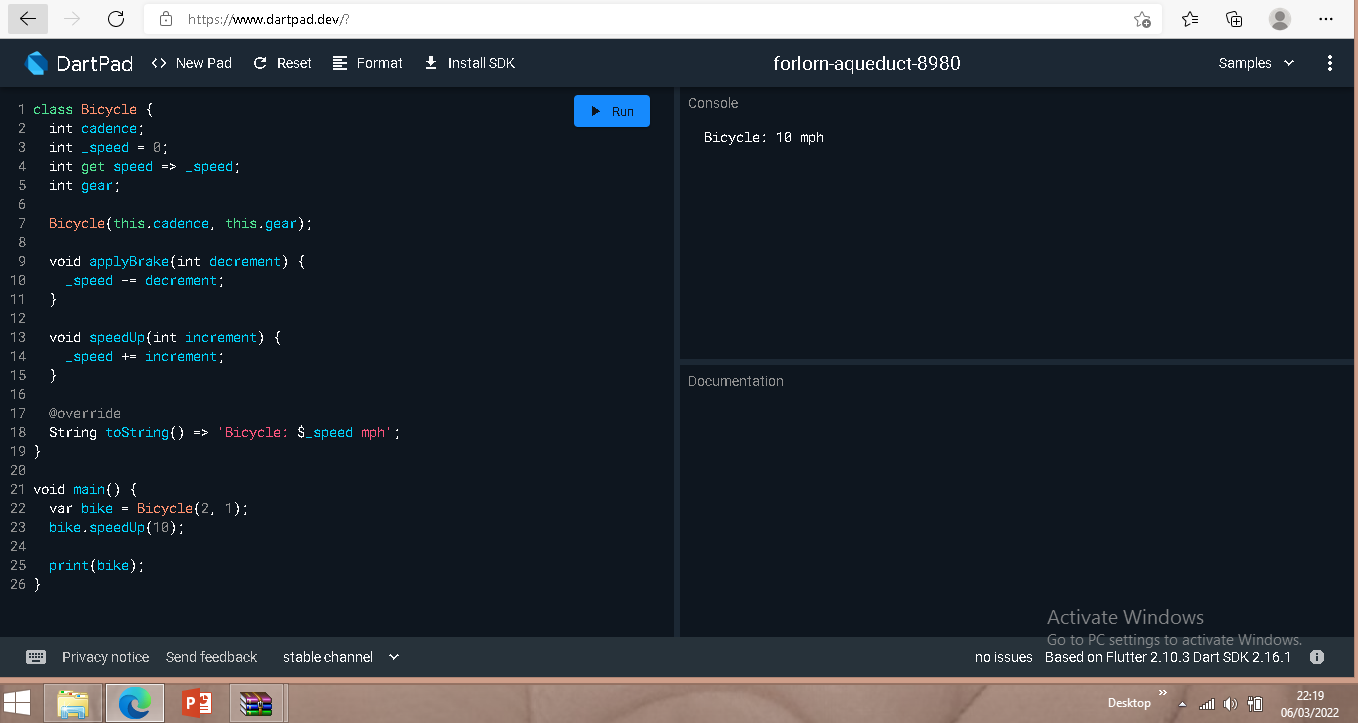 https://www.dartpad.dev/?
DartPad <> New Pad Reset Format Install SDK forlorn-aqueduct-8980 Samples
1 class Bicycle {
2 int cadence;
3 int _speed = 0;
4 int get speed => _speed;
5 int gear;
6
7 Bicycle(this.cadence, this.gear);
8
9 void applyBrake(int decrement) {
10 _speed -= decrement;
11 }
12
13 void speedUp(int increment) {
14 _speed += increment;
15 }
16
17 @override
18 String toString() => 'Bicycle: $_speed mph';
19 }
20
21 void main() {
22 var bike = Bicycle(2, 1);
23 bike.speedUp(10);
24
25 print(bike);
26 }
Run
Console
Bicycle: 10 mph
Documentation
Activate Windows
Go to PC settings to activate Windows.
Privacy notice Send feedback stable channel no issues Based on Flutter 2.10.3 Dart SDK 2.16.1
Desktop
22:19
06/03/2022